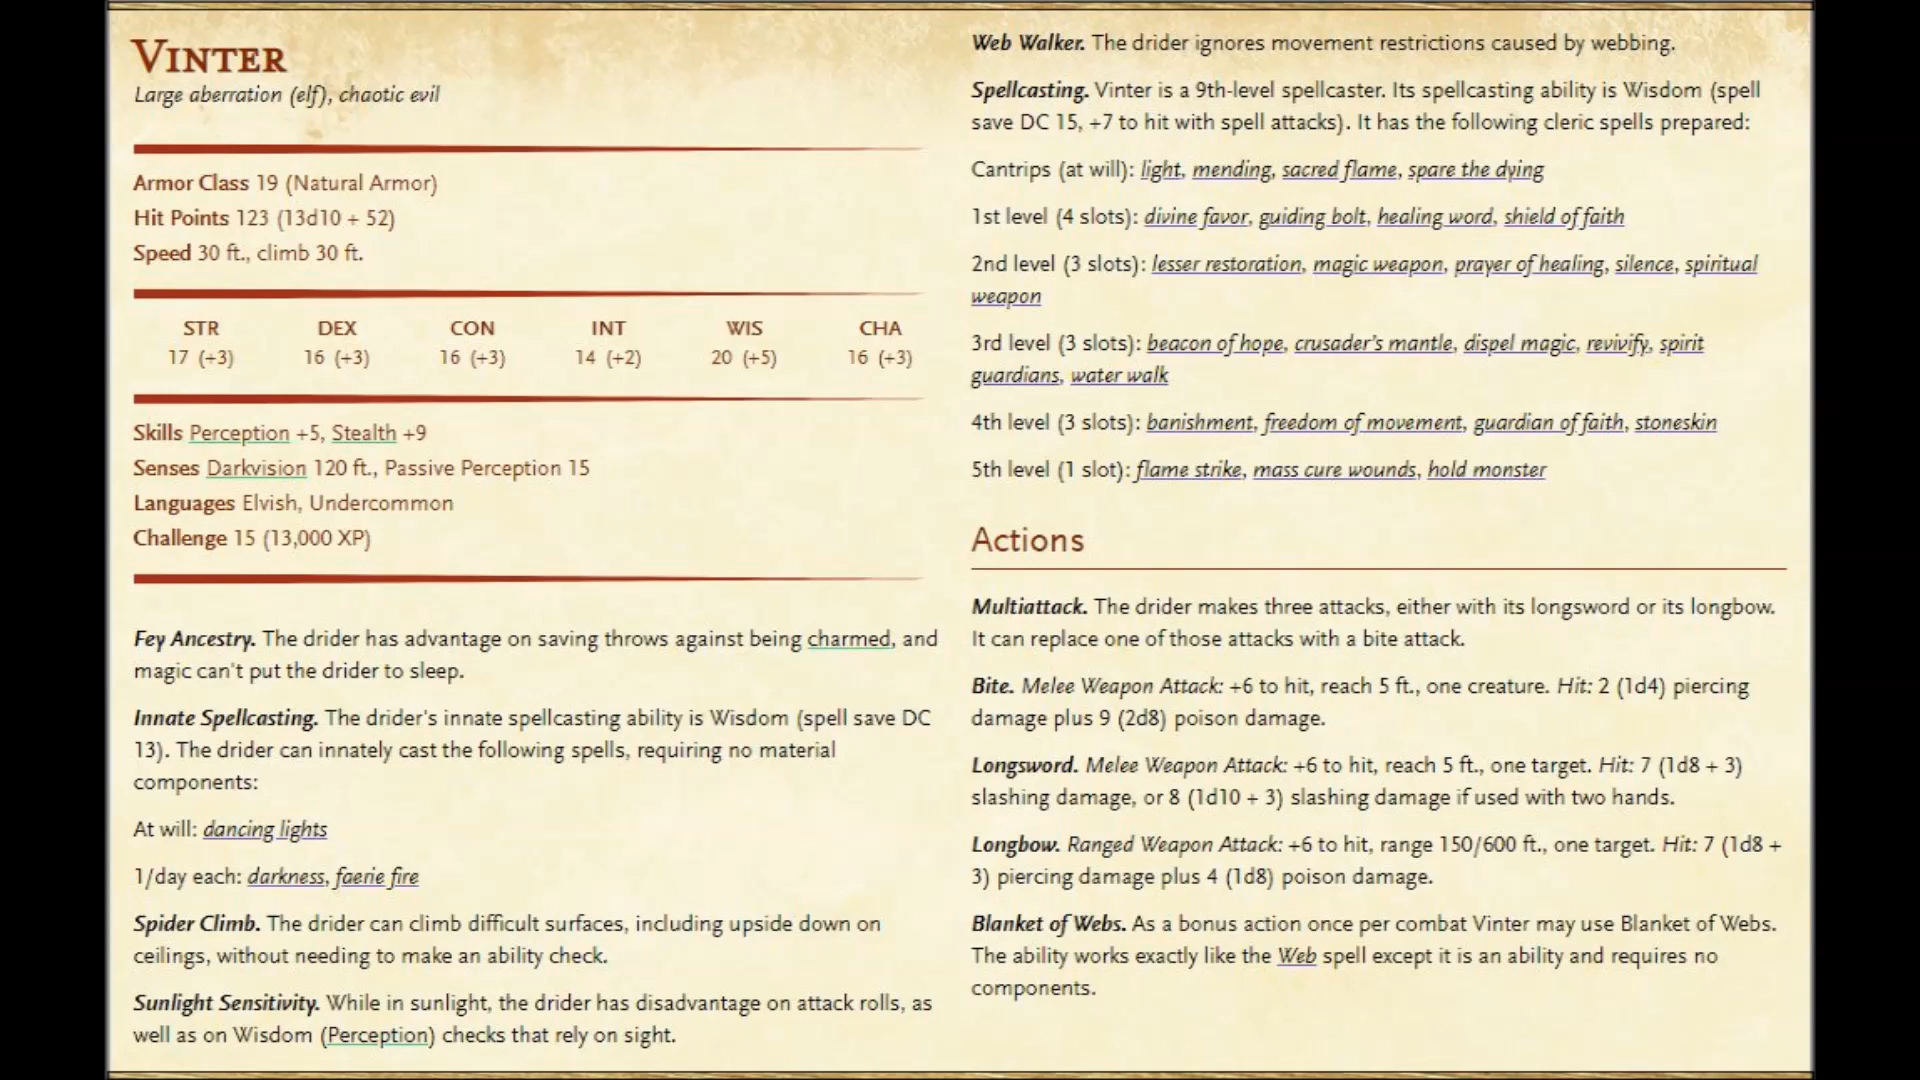 VINTER
Large aberration (elf), chaotic evil
Armor Class 19 (Natural Armor)
Hit Points 123 (13d10 + 52)
Speed 30 ft., climb 30 ft.
STR DEX CON INT WIS CHA
17 (+3) 16 (+3) 16 (+3) 14 (+2) 20 (+5) 16 (+3)
Skills Perception +5, Stealth +9
Senses Darkvision 120 ft., Passive Perception 15
Languages Elvish, Undercommon
Challenge 15 (13,000 XP)
Fey Ancestry. The drider has advantage on saving throws against being charmed, and
magic can't put the drider to sleep.
Innate Spellcasting. The drider's innate spellcasting ability is Wisdom (spell save DC
13). The drider can innately cast the following spells, requiring no material
components:
At will: dancing lights
1/day each: darkness, faerie fire
Spider Climb. The drider can climb difficult surfaces, including upside down on
ceilings, without needing to make an ability check.
Sunlight Sensitivity. While in sunlight, the drider has disadvantage on attack rolls, as
well as on Wisdom (Perception) checks that rely on sight.
Web Walker. The drider ignores movement restrictions caused by webbing.
Spellcasting. Vinter is a 9th-level spellcaster. Its spellcasting ability is Wisdom (spell
save DC 15, +7 to hit with spell attacks). It has the following cleric spells prepared:
Cantrips (at will): light, mending, sacred flame, spare the dying
1st level (4 slots): divine favor, guiding bolt, healing word, shield of faith
2nd level (3 slots): lesser restoration, magic weapon, prayer of healing, silence, spiritual
weapon
3rd level (3 slots): beacon of hope, crusader's mantle, dispel magic, revivify, spirit
guardians, water walk
4th level (3 slots): banishment, freedom of movement, guardian of faith, stoneskin
5th level (1 slot): flame strike, mass cure wounds, hold monster
Actions
Multiattack. The drider makes three attacks, either with its longsword or its longbow.
It can replace one of those attacks with a bite attack.
Bite. Melee Weapon Attack: +6 to hit, reach 5 ft., one creature. Hit: 2 (1d4) piercing
damage plus 9 (2d8) poison damage.
Longsword. Melee Weapon Attack: +6 to hit, reach 5 ft., one target. Hit: 7 (1d8 + 3)
slashing damage, or 8 (1d10 + 3) slashing damage if used with two hands.
Longbow. Ranged Weapon Attack: +6 to hit, range 150/600 ft., one target. Hit: 7 (1d8 +
3) piercing damage plus 4 (1d8) poison damage.
Blanket of Webs. As a bonus action once per combat Vinter may use Blanket of Webs.
The ability works exactly like the Web spell except it is an ability and requires no
components.